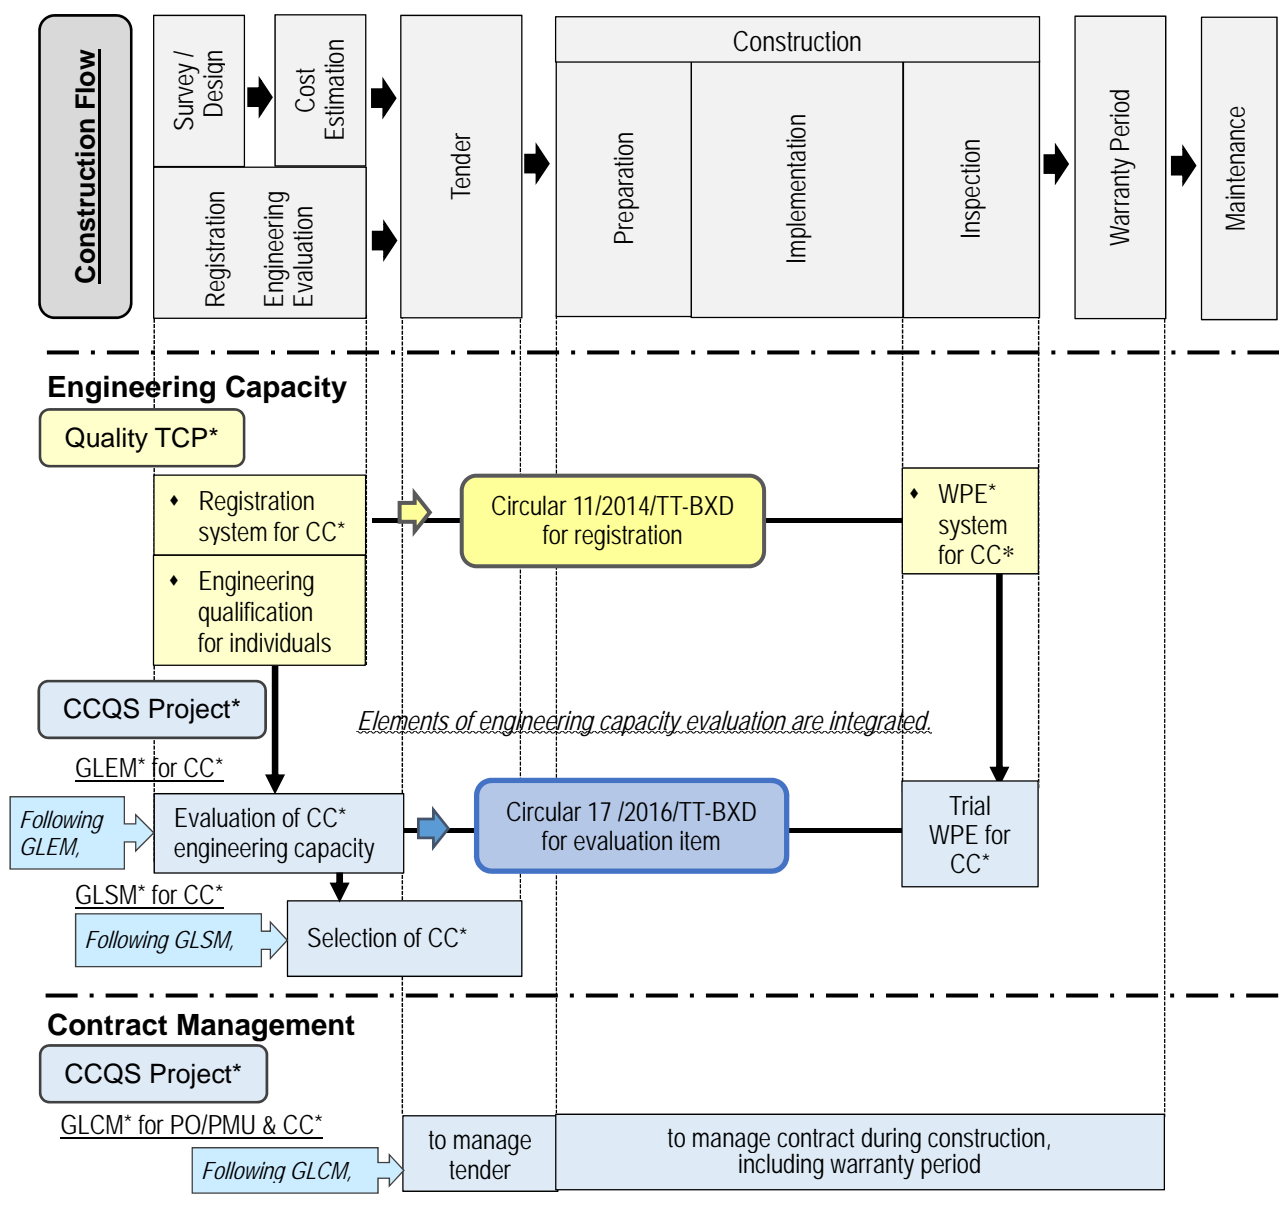 Construction Flow
Survey /
Design
Cost
Estimation
Registration
Engineering
Evaluation
Tender
Construction
Preparation
Implementation
Inspection
Warranty Period
Maintenance
Engineering Capacity
Quality TCP*
♦ Registration
system for CC*
♦ Engineering
qualification
for individuals
Circular 11/2014/TT-BXD
for registration
♦ WPE*
system
for CC*
CCQS Project*
Elements of engineering capacity evaluation are integrated.
GLEM* for CC*
Following
GLEM,
Evaluation of CC*
engineering capacity
Circular 17 /2016/TT-BXD
for evaluation item
Trial
WPE for
CC*
GLSM* for CC*
Following GLSM,
Selection of CC*
Contract Management
CCQS Project*
GLCM* for PO/PMU & CC*
Following GLCM,
to manage
tender
to manage contract during construction,
including warranty period